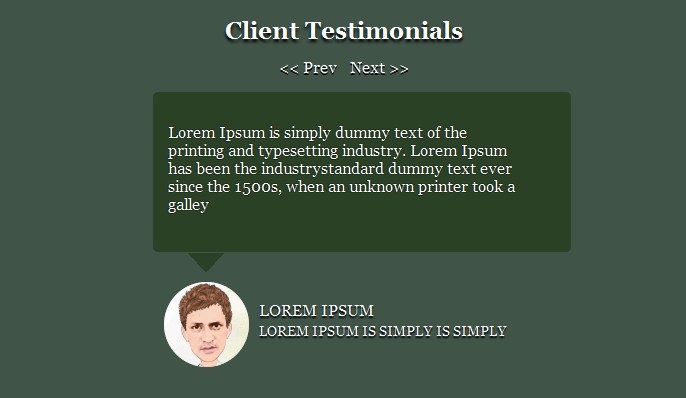 Client Testimonials
<< Prev Next >>
Lorem Ipsum is simply dummy text of the
printing and typesetting industry. Lorem Ipsum
has been the industrystandard dummy text ever
since the 1500s, when an unknown printer took a
galley
LOREM IPSUM
LOREM IPSUM IS SIMPLY IS SIMPLY